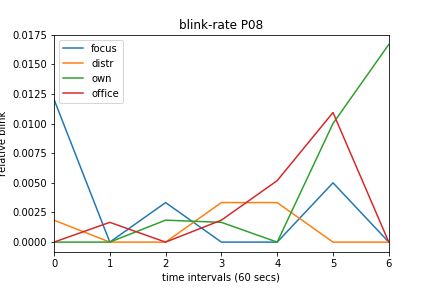 blink-rate P08
0.0175
0.0150
0.0125
0.0100
0.0075
0.0050
0.0025
0.0000
relative blink
focus
distr
own
office
0 1 2 3 4 5 6
time intervals (60 secs)